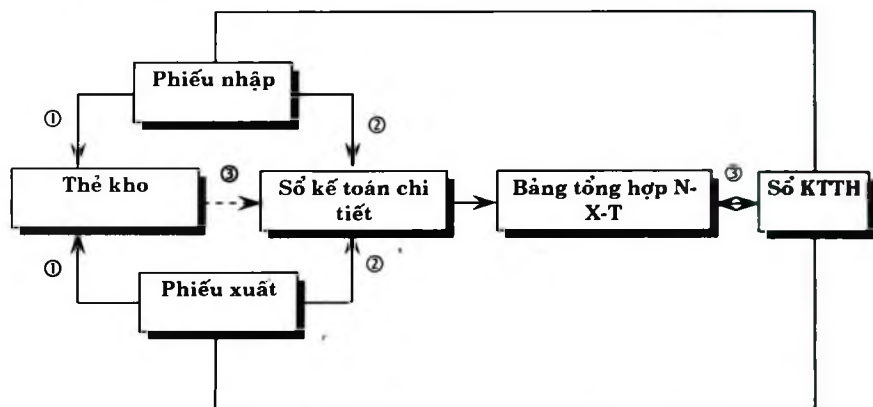 Phiếu nhập
①
②
Thẻ kho
③
Sổ kế toán chi
tiết
Bảng tổng hợp N-
X-T
③
Sổ KTTH
①
Phiếu xuất
②